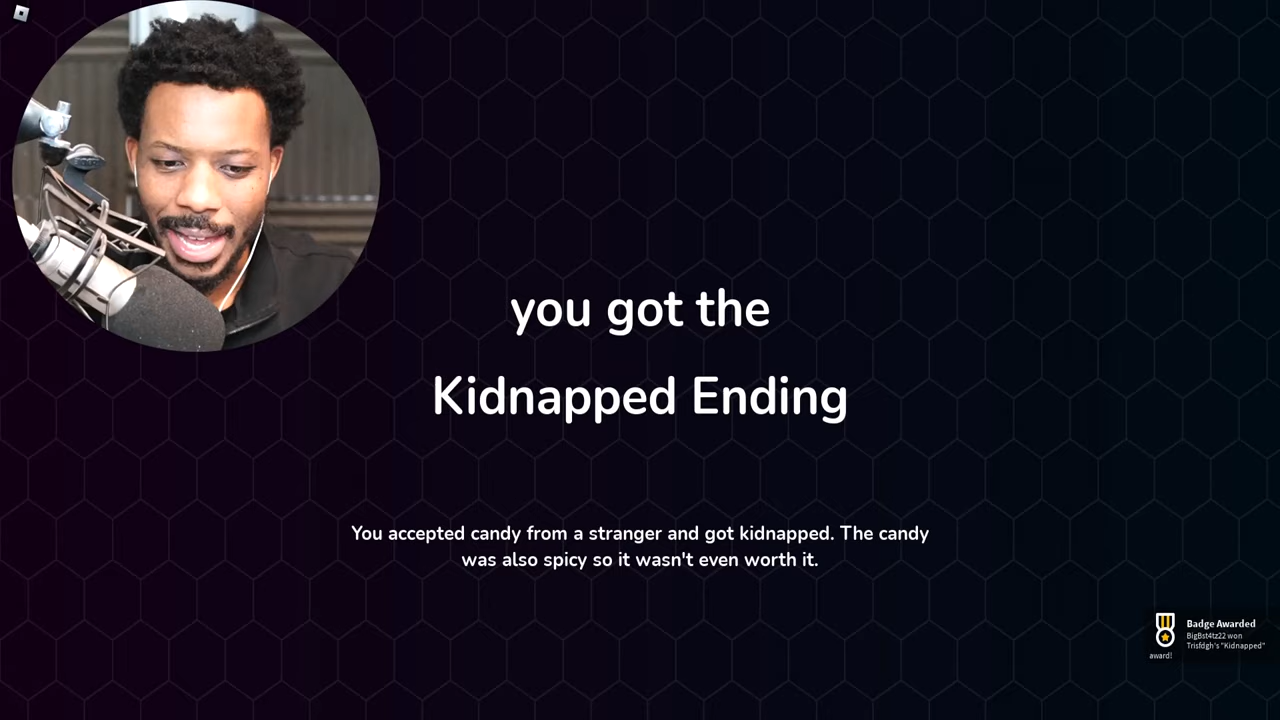 you got the
Kidnapped Ending
You accepted candy from a stranger and got kidnapped. The candy
was also spicy so it wasn't even worth it.
Badge Awarded
BigBst4tz22 won
Trisfdgh's "Kidnapped"
award!